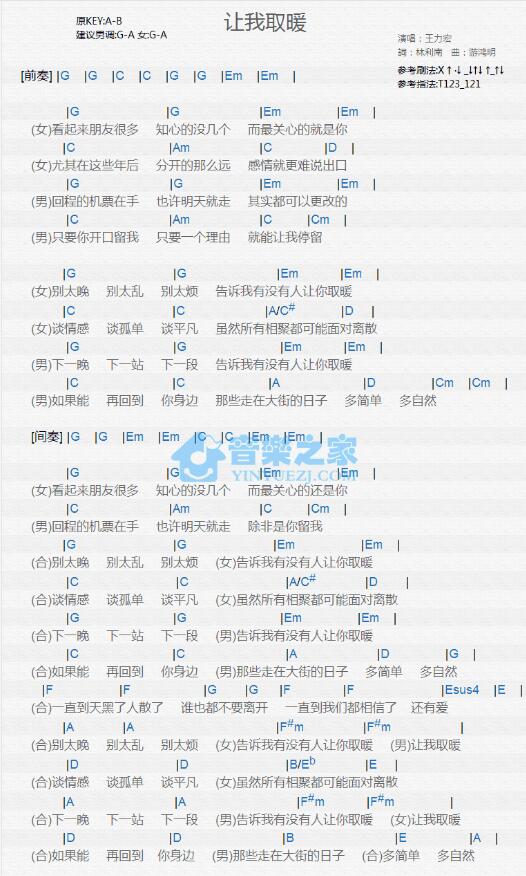 让我取暖
原KEY:A-B
建议男调:G-A 女:G-A
演唱：王力宏
詞：林利南 曲：游鸿明
参考指法:T123_121
[前奏] |G |G |C |C |G |G |Em |Em |
|G |G |Em |Em |
(女)看起来朋友很多 知心的没几个 而最关心的就是你
|C |Am |C |D |
(女)尤其在这些年后 分开的那么远 感情就更难说出口
|G |G |Em |Em |
(男)回程的机票在手 也许明天就走 其实都可以更改的
|C |Am |C |Cm |
(男)只要你开口留我 只要一个理由 就能让我停留
|G |G |Em |Em |
(女)别太晚 别太乱 别太烦 告诉我有没有人让你取暖
|C |C |A/C# |D |
(女)谈情感 谈孤单 谈平凡 虽然所有相聚都可能面对离散
|G |G |Em |Em |
(男)下一晚 下一站 下一段 告诉我有没有人让你取暖
|C |C |A |D |Cm |Cm |
(男)如果能 再回到 你身边 那些走在大街的日子 多简单 多自然
[间奏] |G |G |Em |Em |C |C |Em |Em |
音樂之家
YINYUEZJ.COM
|G |G |Em |Em |
(女)看起来朋友很多 知心的没几个 而最关心的还是你
|C |Am |C |Cm |
(男)回程的机票在手 也许明天就走 除非是你留我
|G |G |Em |Em |
(合)别太晚 别太乱 别太烦 (女)告诉我有没有人让你取暖
|C |C |A/C# |D |
(合)谈情感 谈孤单 谈平凡 (女)虽然所有相聚都可能面对离散
|G |G |Em |Em |
(合)下一晚 下一站 下一段 (男)告诉我有没有人让你取暖
|C |C |A |D |G |
(合)如果能 再回到 你身边 (男)那些走在大街的日子 多简单 多自然
|F |F |G |G |F |F |Esus4 |E |
(合)一直到天黑了人散了 谁也都不要离开 一直到我们都相信了 还有爱
|A |A |F#m |F#m |
(合)别太晚 别太乱 别太烦 (女)告诉我有没有人让你取暖 (男)让我取暖
|D |D |B/Eb |E |
(合)谈情感 谈孤单 谈平凡 (女)虽然所有相聚都可能面对离散
|A |A |F#m |F#m |
(合)下一晚 下一站 下一段 (男)告诉我有没有人让你取暖 (女)让我取暖
|D |D |B |E |A |
(合)如果能 再回到 你身边 (男)那些走在大街的日子 (合)多简单 多自然